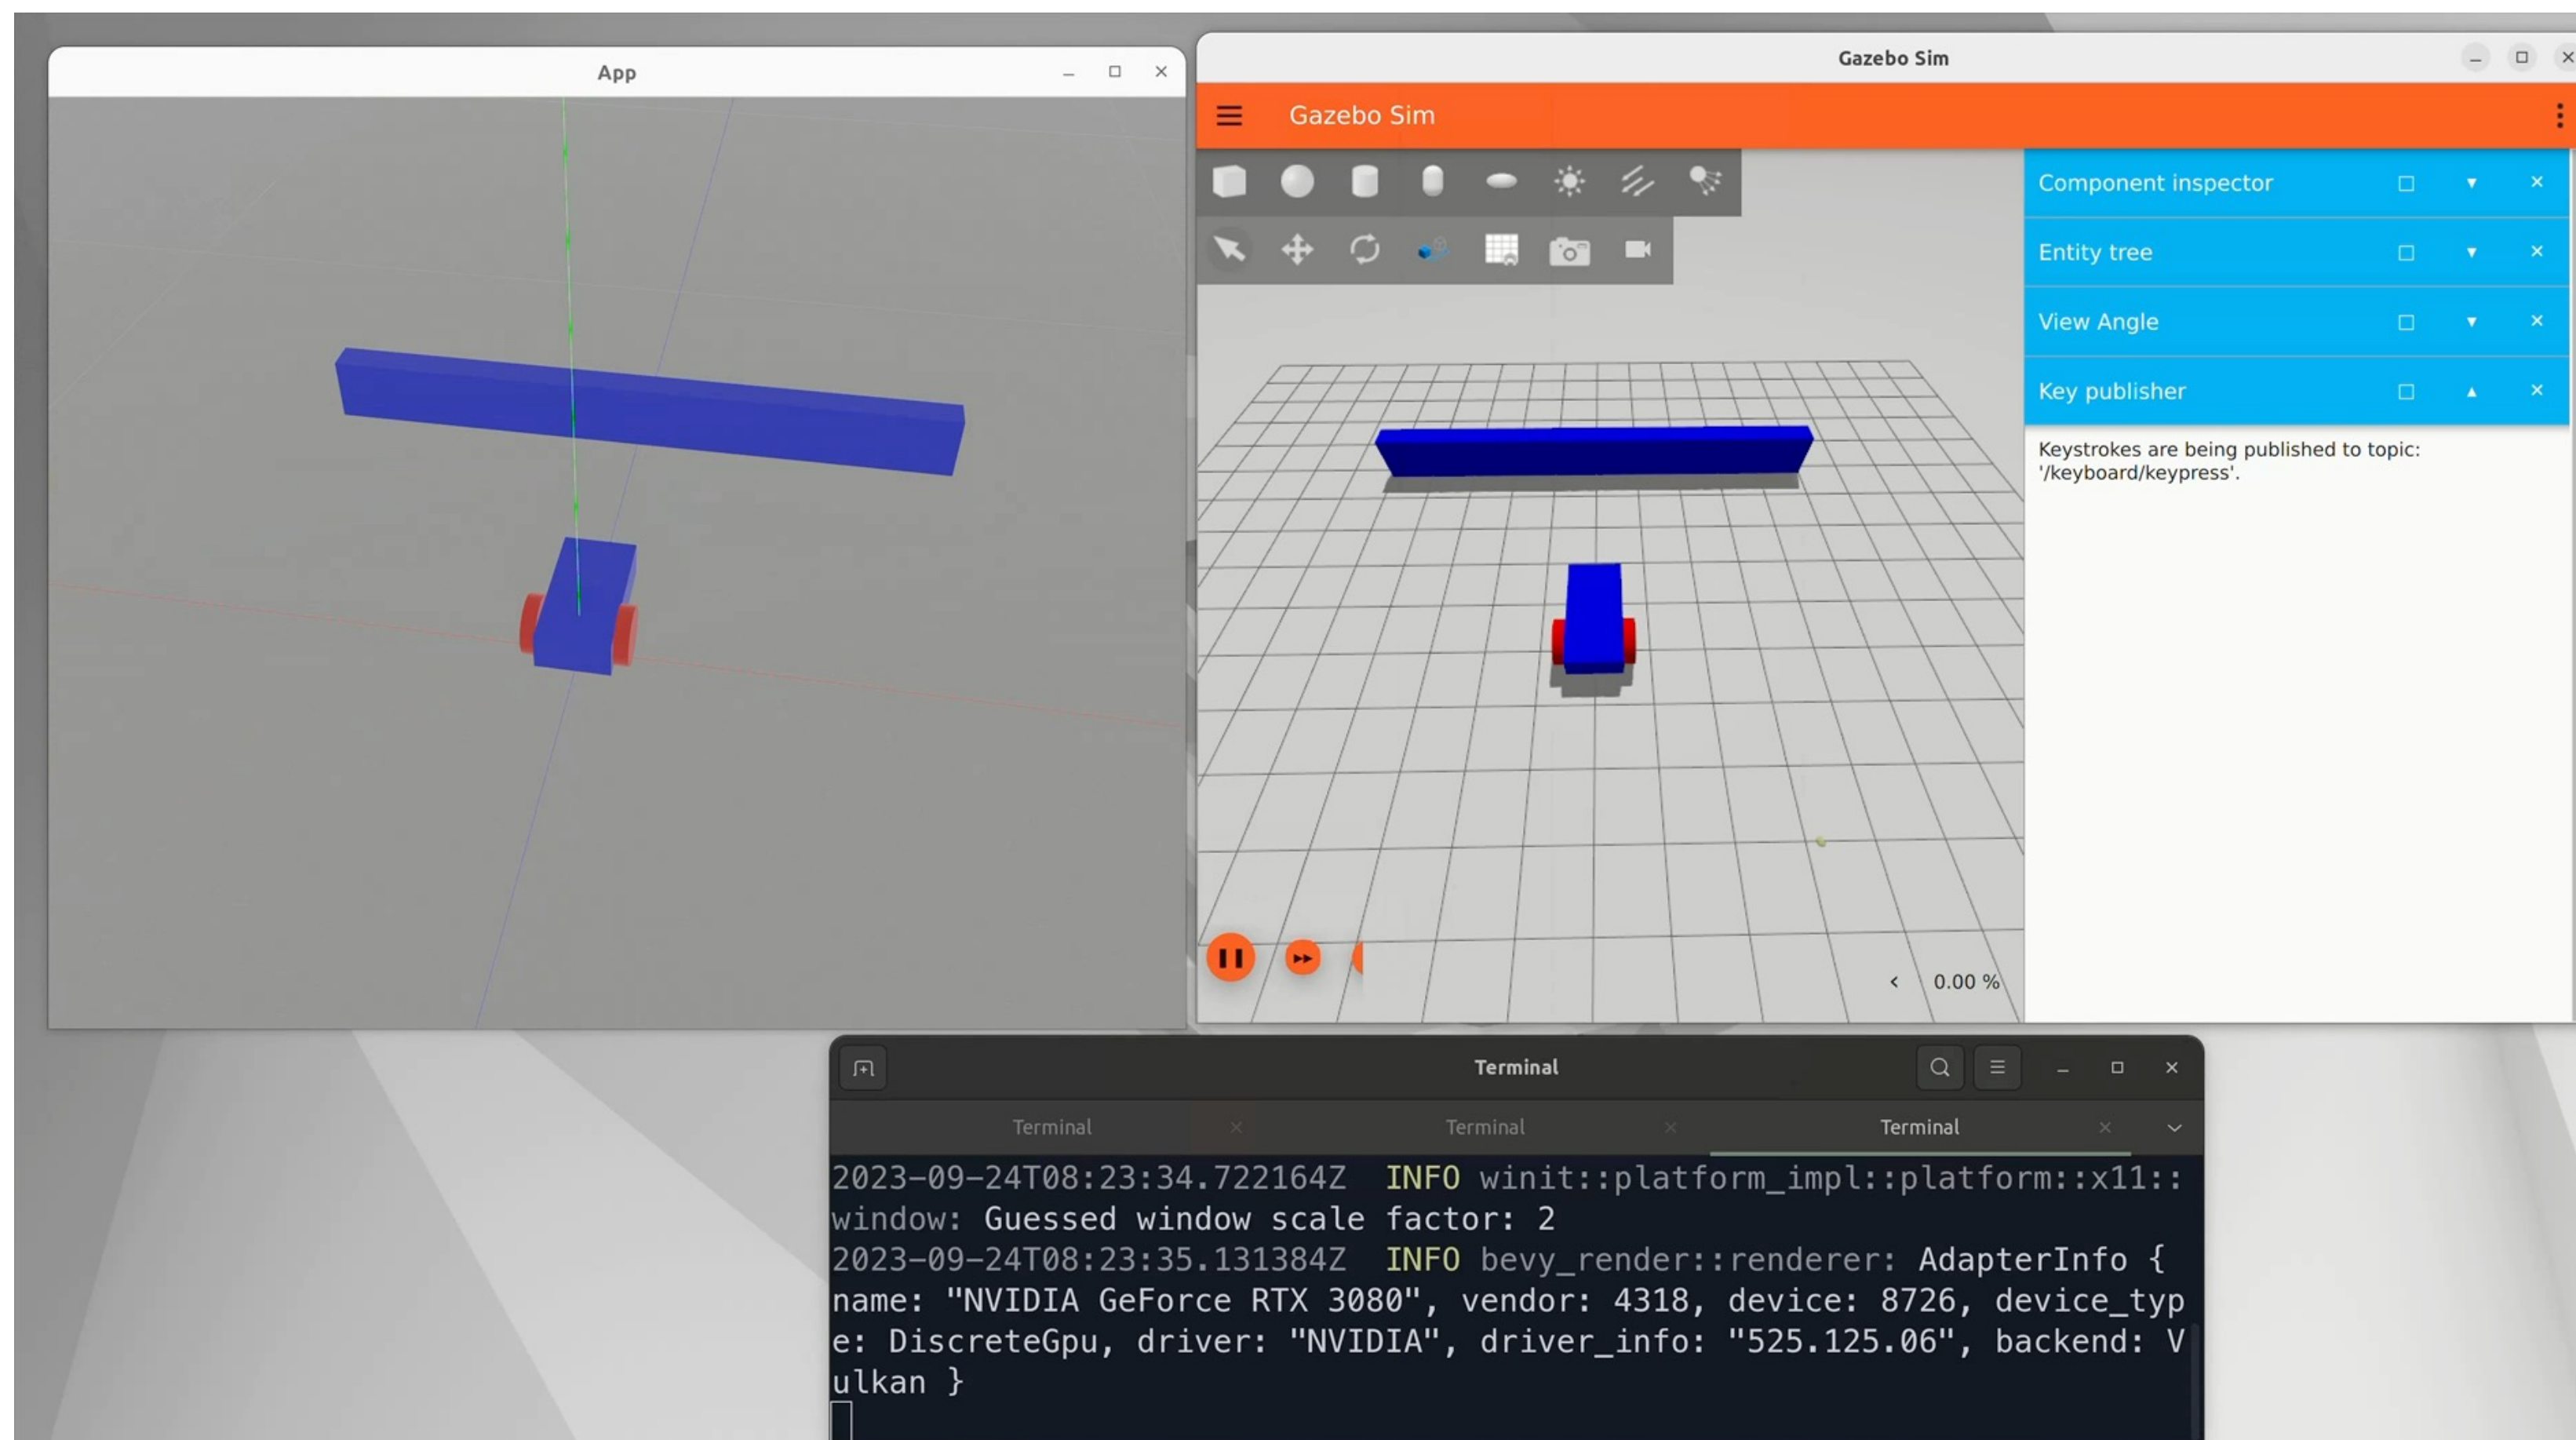 App
Gazebo Sim
Gazebo Sim
Component inspector
Entity tree
View Angle
Key publisher
Keystrokes are being published to topic:
'/keyboard/keypress'.
0.00 %
Terminal
Terminal
Terminal
Terminal
2023-09-24T08:23:34.722164Z  INFO winit::platform_impl::platform::x11::
window: Guessed window scale factor: 2
2023-09-24T08:23:35.131384Z  INFO bevy_render::renderer: AdapterInfo {
name: "NVIDIA GeForce RTX 3080", vendor: 4318, device: 8726, device_typ
e: DiscreteGpu, driver: "NVIDIA", driver_info: "525.125.06", backend: V
ulkan }